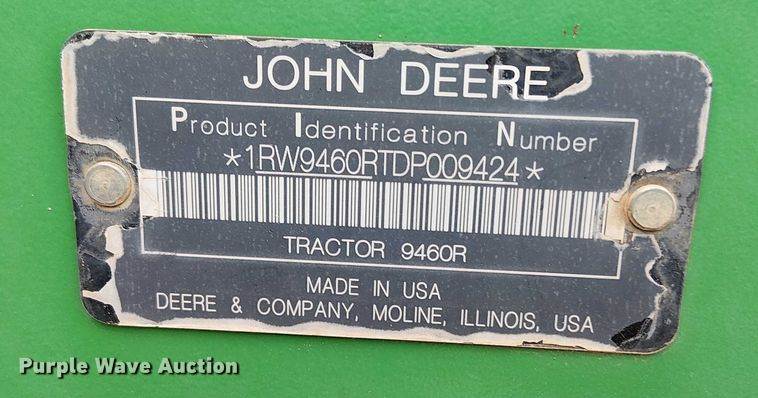 JOHN DEERE
Product Identification Number
*1RW9460RTDP009424*
TRACTOR 9460R
MADE IN USA
DEERE & COMPANY, MOLINE, ILLINOIS, USA
Purple Wave Auction